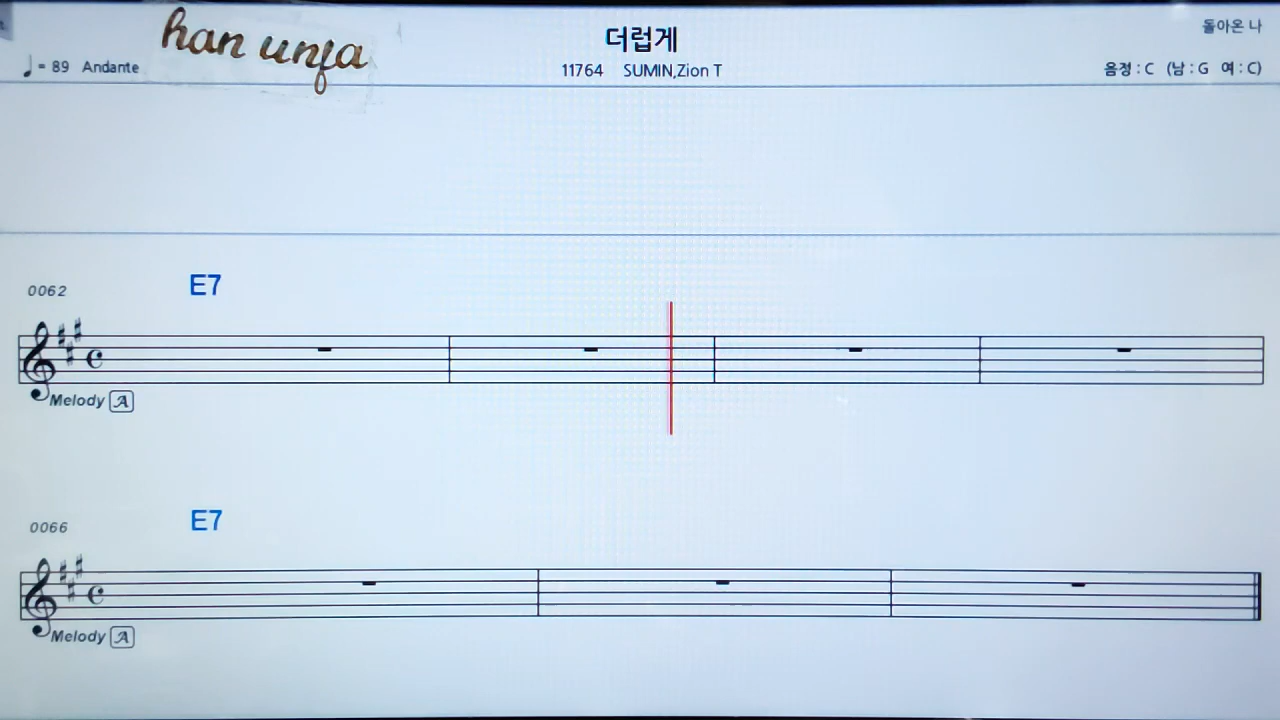 han unfa
더럽게
돌아온 나
♩ = 89 Andante
11764 SUMIN,Zion T
음정 : C (남 : G 여 : C)
0062
E7
Melody A
0066
E7
Melody A